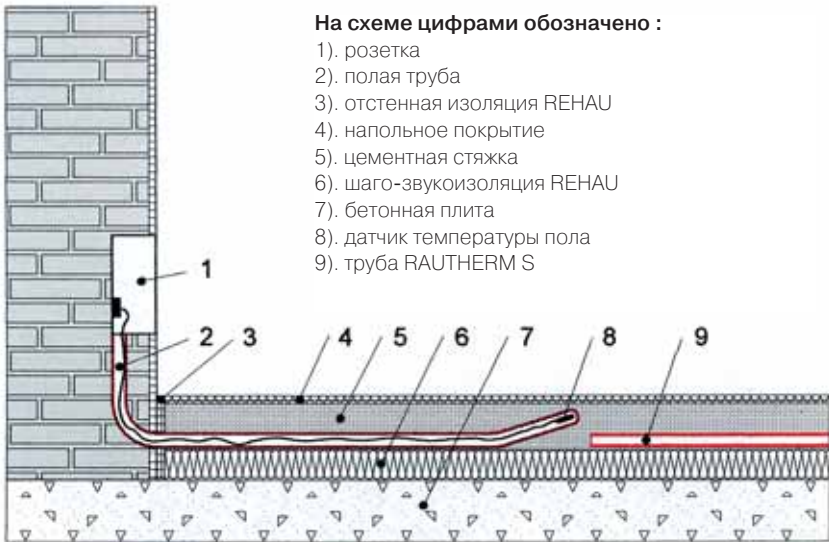 На схеме цифрами обозначено :
1). розетка
2). полая труба
3). отстенная изоляция REHAU
4). напольное покрытие
5). цементная стяжка
6). шаго-звукоизоляция REHAU
7). бетонная плита
8). датчик температуры пола
9). труба RAUTHERM S
1
2 3 4 5 6 7 8 9